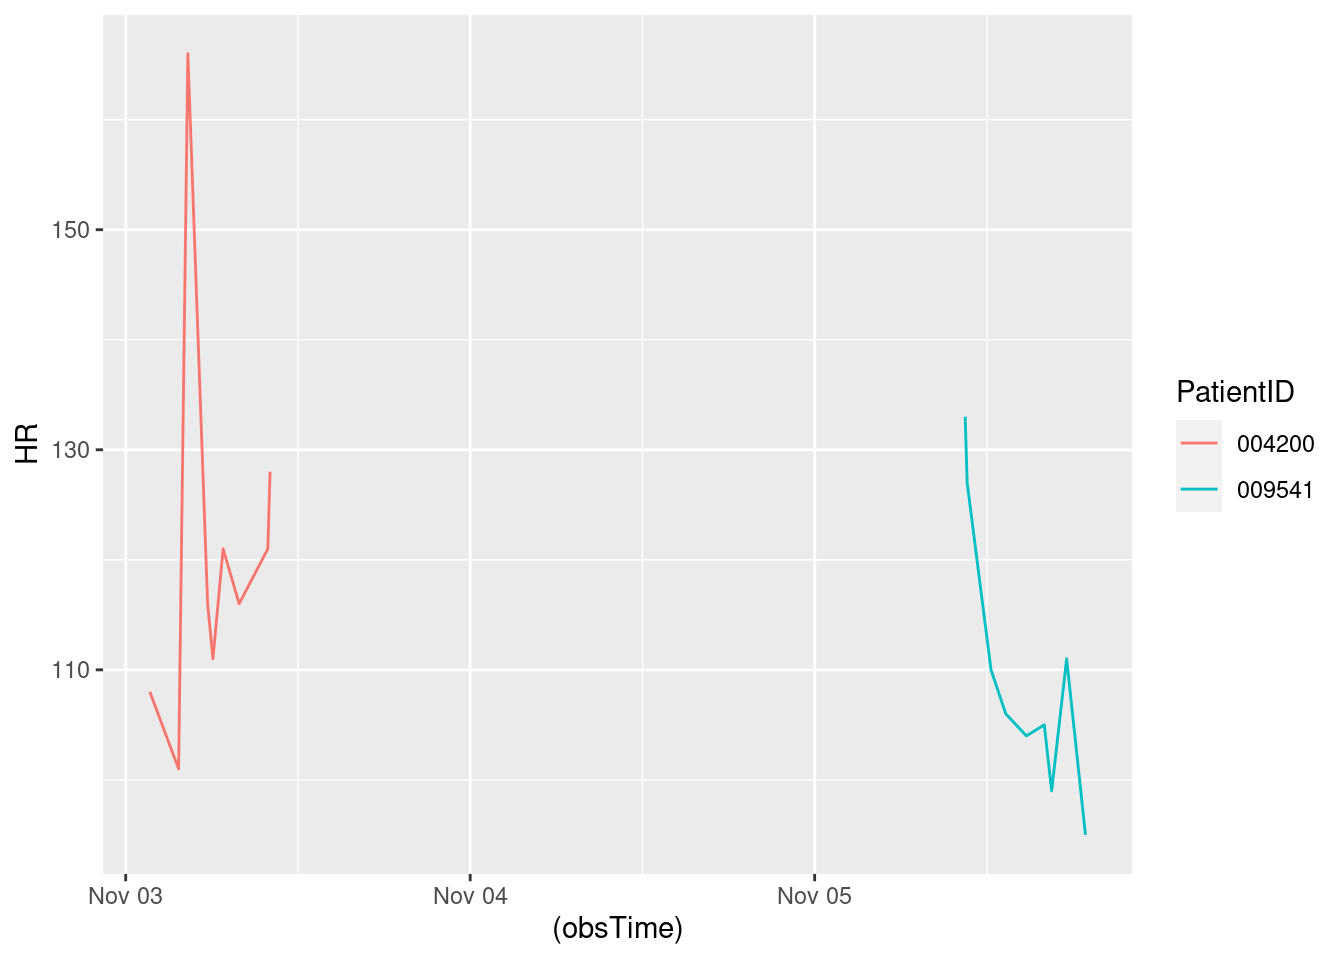 150
130
110
HR
Nov 03
Nov 04
Nov 05
(obsTime)
PatientID
004200
009541